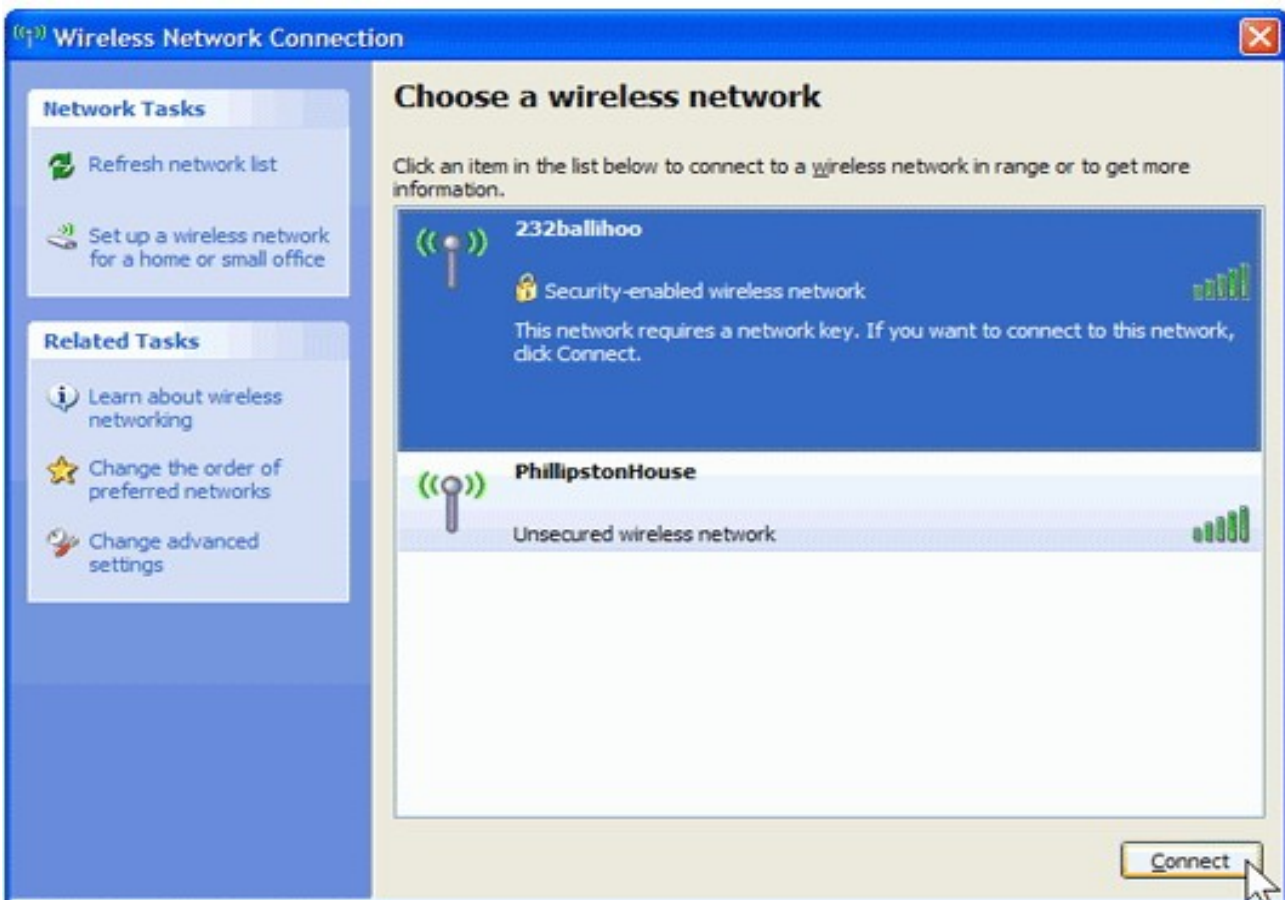 Wireless Network Connection
Network Tasks
Refresh network list
Set up a wireless network
for a home or small office
Related Tasks
Learn about wireless
networking
Change the order of
preferred networks
Change advanced
settings
Choose a wireless network
Click an item in the list below to connect to a wireless network in range or to get more
information.
232ballihoo
Security-enabled wireless network
This network requires a network key. If you want to connect to this network,
click Connect.
PhillipstonHouse
Unsecured wireless network
Connect